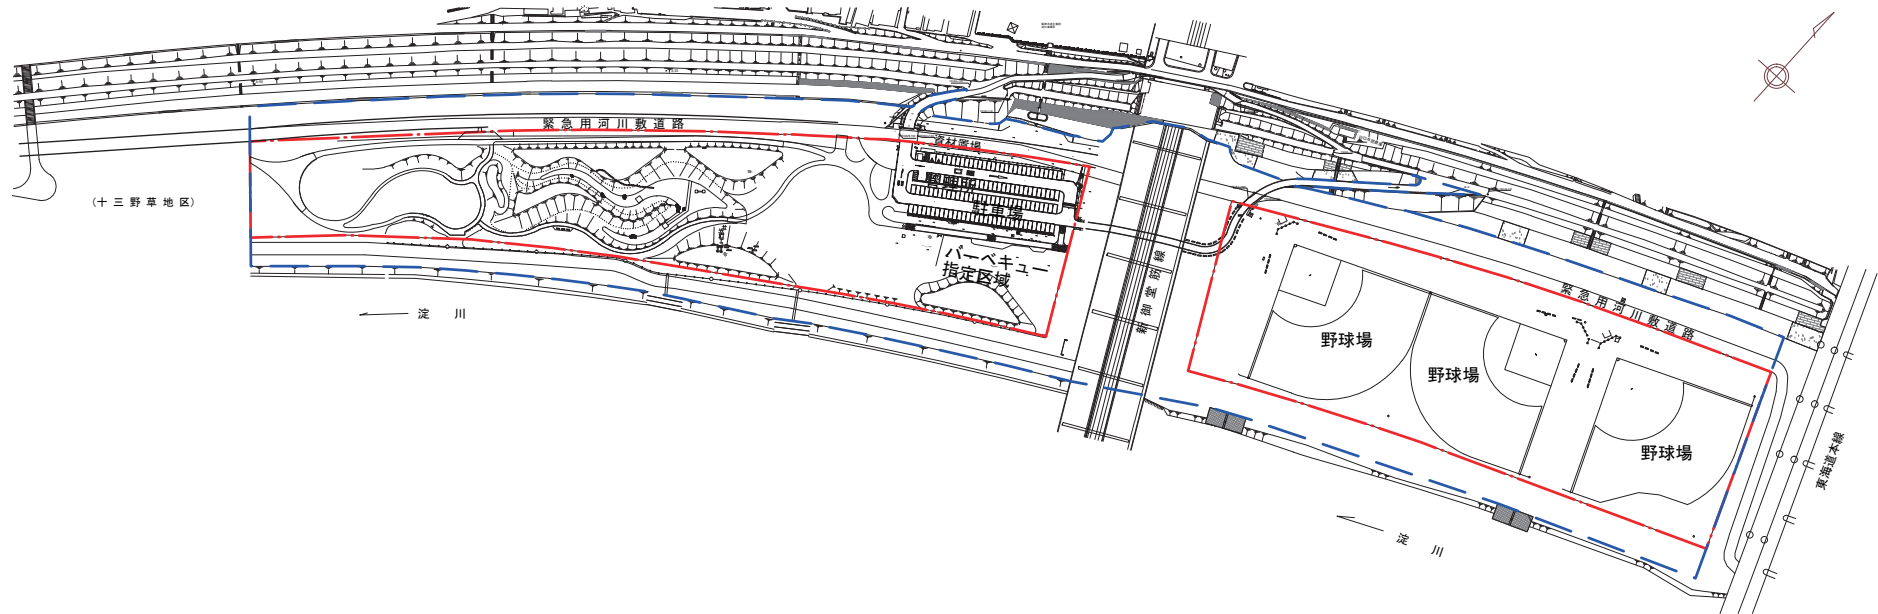 緊急用河川敷道路
資材置場
管理所
駐車場
(十三野草地区)
バーベキュー
指定区域
淀 川
新御堂筋線
緊急用河川敷道路
野球場
野球場
野球場
東海道本線
淀 川